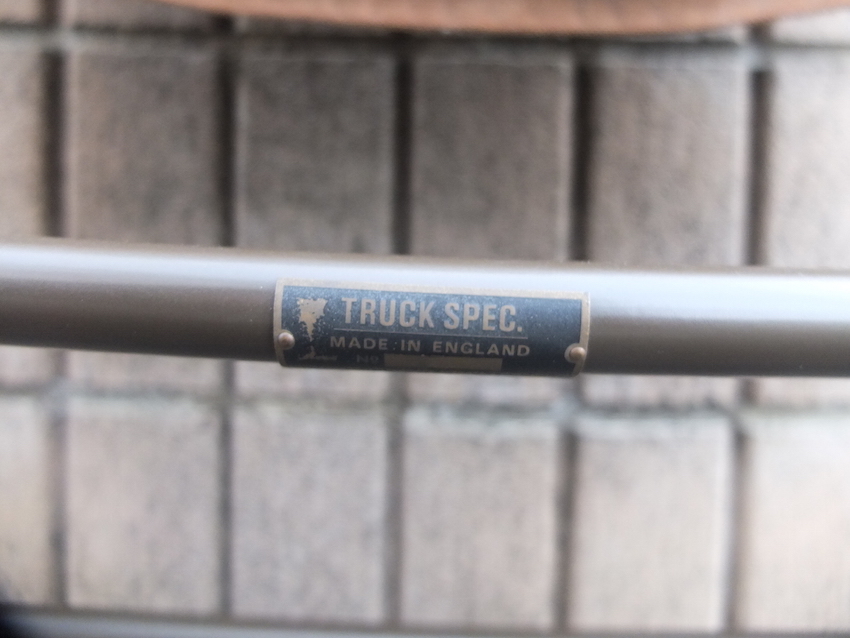 TRUCK SPEC.
MADE IN ENGLAND
No